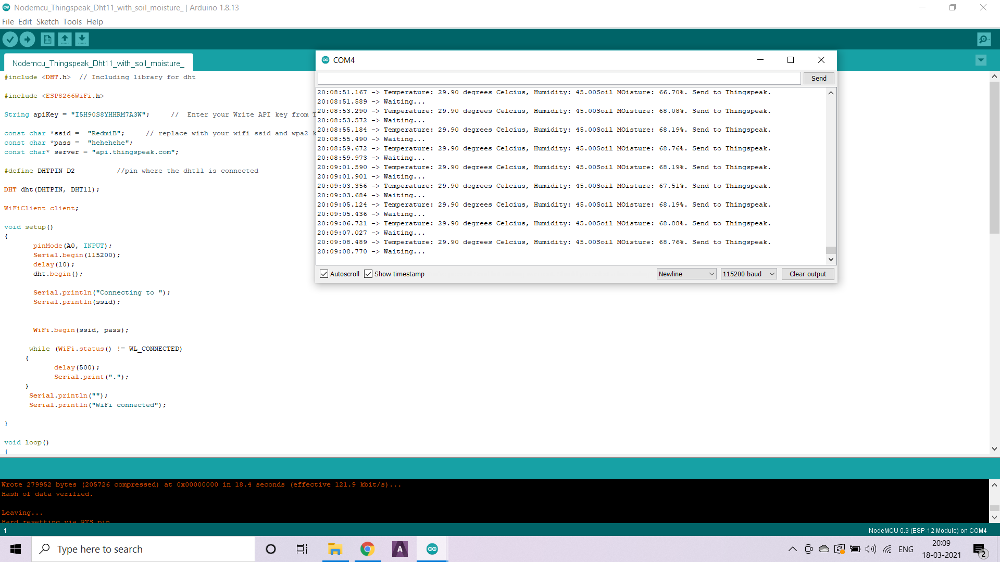 Nodemcu_Thingspeak_Dht11_with_soil_moisture_ | Arduino 1.8.13
File Edit Sketch Tools Help
Nodemcu_Thingspeak_Dht11_with_soil_moisture_
#include <DHT.h>  // Including library for dht
#include <ESP8266WiFi.h>
String apiKey = "I5H90S8YHHRM7A3W";     //  Enter your Write API key from T
const char *ssid =  "RedmiB";     // replace with your wifi ssid and wpa2 k
const char *pass =  "hehehehe";
const char* server = "api.thingspeak.com";
#define DHTPIN D2          //pin where the dht11 is connected
DHT dht(DHTPIN, DHT11);
WiFiClient client;
void setup()
{
pinMode(A0, INPUT);
Serial.begin(115200);
delay(10);
dht.begin();
Serial.println("Connecting to ");
Serial.println(ssid);
WiFi.begin(ssid, pass);
while (WiFi.status() != WL_CONNECTED)
{
delay(500);
Serial.print(".");
}
Serial.println("");
Serial.println("WiFi connected");
}
void loop()
{
COM4
Send
20:08:51.167 -> Temperature: 29.90 degrees Celcius, Humidity: 45.00Soil MOisture: 66.70%. Send to Thingspeak.
20:08:51.589 -> Waiting...
20:08:53.290 -> Temperature: 29.90 degrees Celcius, Humidity: 45.00Soil MOisture: 68.08%. Send to Thingspeak.
20:08:53.572 -> Waiting...
20:08:55.184 -> Temperature: 29.90 degrees Celcius, Humidity: 45.00Soil MOisture: 68.19%. Send to Thingspeak.
20:08:55.490 -> Waiting...
20:08:59.672 -> Temperature: 29.90 degrees Celcius, Humidity: 45.00Soil MOisture: 68.76%. Send to Thingspeak.
20:08:59.973 -> Waiting...
20:09:01.590 -> Temperature: 29.90 degrees Celcius, Humidity: 45.00Soil MOisture: 68.19%. Send to Thingspeak.
20:09:01.901 -> Waiting...
20:09:03.356 -> Temperature: 29.90 degrees Celcius, Humidity: 45.00Soil MOisture: 67.51%. Send to Thingspeak.
20:09:03.684 -> Waiting...
20:09:05.124 -> Temperature: 29.90 degrees Celcius, Humidity: 45.00Soil MOisture: 68.19%. Send to Thingspeak.
20:09:05.436 -> Waiting...
20:09:06.721 -> Temperature: 29.90 degrees Celcius, Humidity: 45.00Soil MOisture: 68.88%. Send to Thingspeak.
20:09:07.027 -> Waiting...
20:09:08.489 -> Temperature: 29.90 degrees Celcius, Humidity: 45.00Soil MOisture: 68.76%. Send to Thingspeak.
20:09:08.770 -> Waiting...
Autoscroll Show timestamp Newline 115200 baud Clear output
Wrote 279952 bytes (205726 compressed) at 0x00000000 in 18.4 seconds (effective 121.9 kbit/s)...
Hash of data verified.
Leaving...
Hard resetting via RTS pin
1 NodeMCU 0.9 (ESP-12 Module) on COM4
Type here to search A ENG 20:09
18-03-2021 2